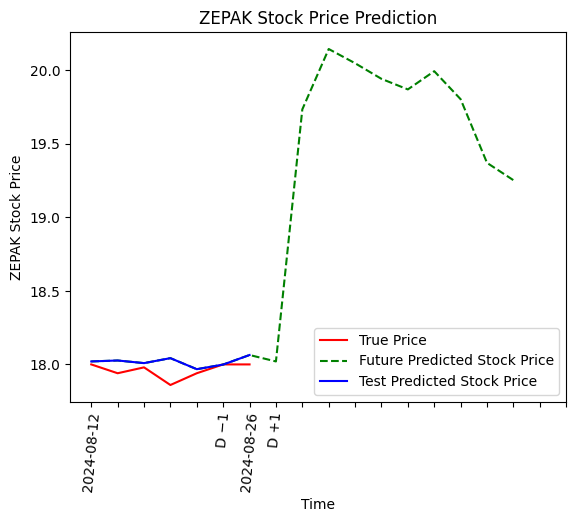 ZEPAK Stock Price Prediction
ZEPAK Stock Price
20.0
19.5
19.0
18.5
18.0
True Price
Future Predicted Stock Price
Test Predicted Stock Price
2024-08-12
D −1
2024-08-26
D +1
Time